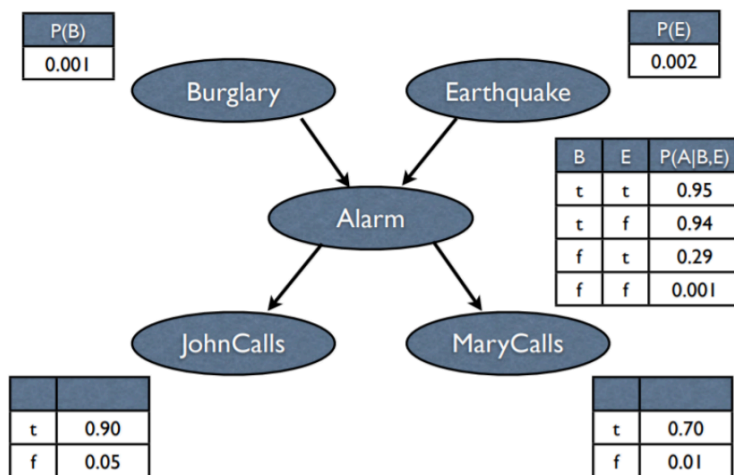 P(B)
0.001
P(E)
0.002
Burglary
Earthquake
B E P(A|B,E)
t t 0.95
t f 0.94
f t 0.29
f f 0.001
Alarm
JohnCalls
MaryCalls
t 0.90
f 0.05
t 0.70
f 0.01